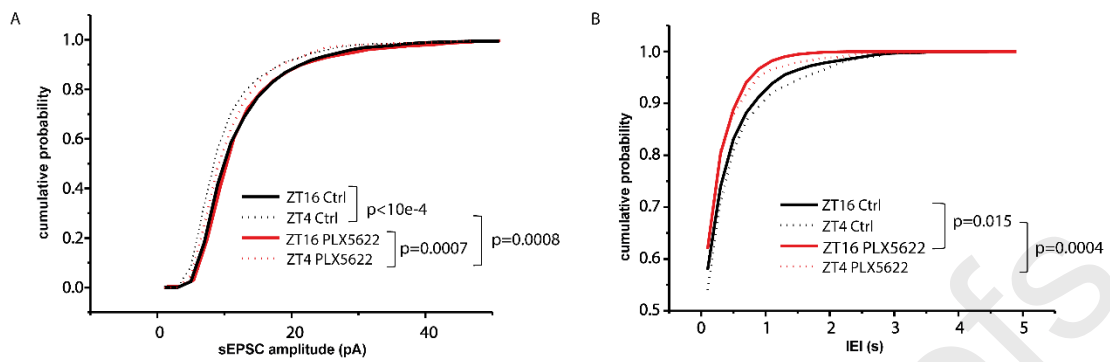 A
cumulative probability
1.0
0.8
0.6
0.4
0.2
0.0
0
20
40
sEPSC amplitude (pA)
ZT16 Ctrl
ZT4 Ctrl
ZT16 PLX5622
ZT4 PLX5622
p<10e-4
p=0.0007
p=0.0008
B
cumulative probability
1.0
0.9
0.8
0.7
0.6
0.5
0
1
2
3
4
5
IEI (s)
ZT16 Ctrl
ZT4 Ctrl
ZT16 PLX5622
ZT4 PLX5622
p=0.015
p=0.0004